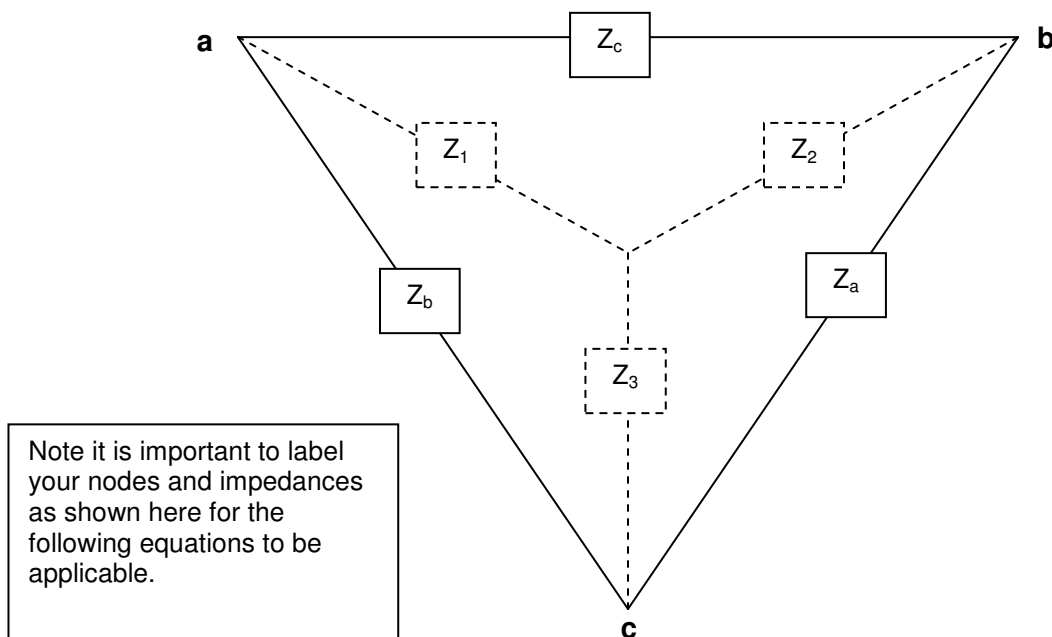 a
Z_c
b
Z_1
Z_2
Z_b
Z_a
Z_3
Note it is important to label
your nodes and impedances
as shown here for the
following equations to be
applicable.
c